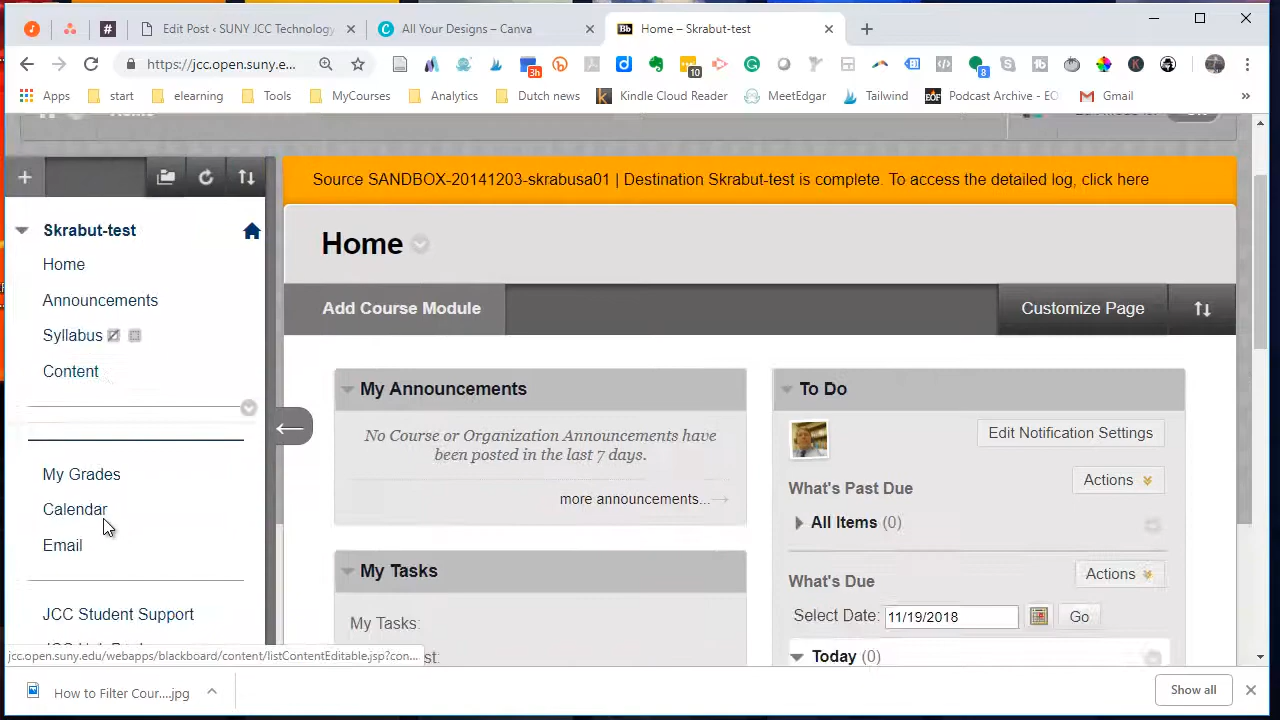 Edit Post ‹ SUNY JCC Technology
All Your Designs – Canva
Bb
Home – Skrabut-test
https://jcc.open.suny.e...
3h
10
8
Apps
start
elearning
Tools
MyCourses
Analytics
Dutch news
Kindle Cloud Reader
MeetEdgar
Tailwind
EOF
Podcast Archive - EO
Gmail
»
Source SANDBOX-20141203-skrabusa01 | Destination Skrabut-test is complete. To access the detailed log, click here
Skrabut-test
Home
Announcements
Syllabus
Content
My Grades
Calendar
Email
JCC Student Support
Home
Add Course Module
Customize Page
My Announcements
No Course or Organization Announcements have
been posted in the last 7 days.
more announcements...
My Tasks
My Tasks:
To Do
Edit Notification Settings
Actions
What's Past Due
All Items (0)
Actions
What's Due
Select Date: 11/19/2018 Go
Today (0)
jcc.open.suny.edu/webapps/blackboard/content/listContentEditable.jsp?con...
How to Filter Cour....jpg
Show all